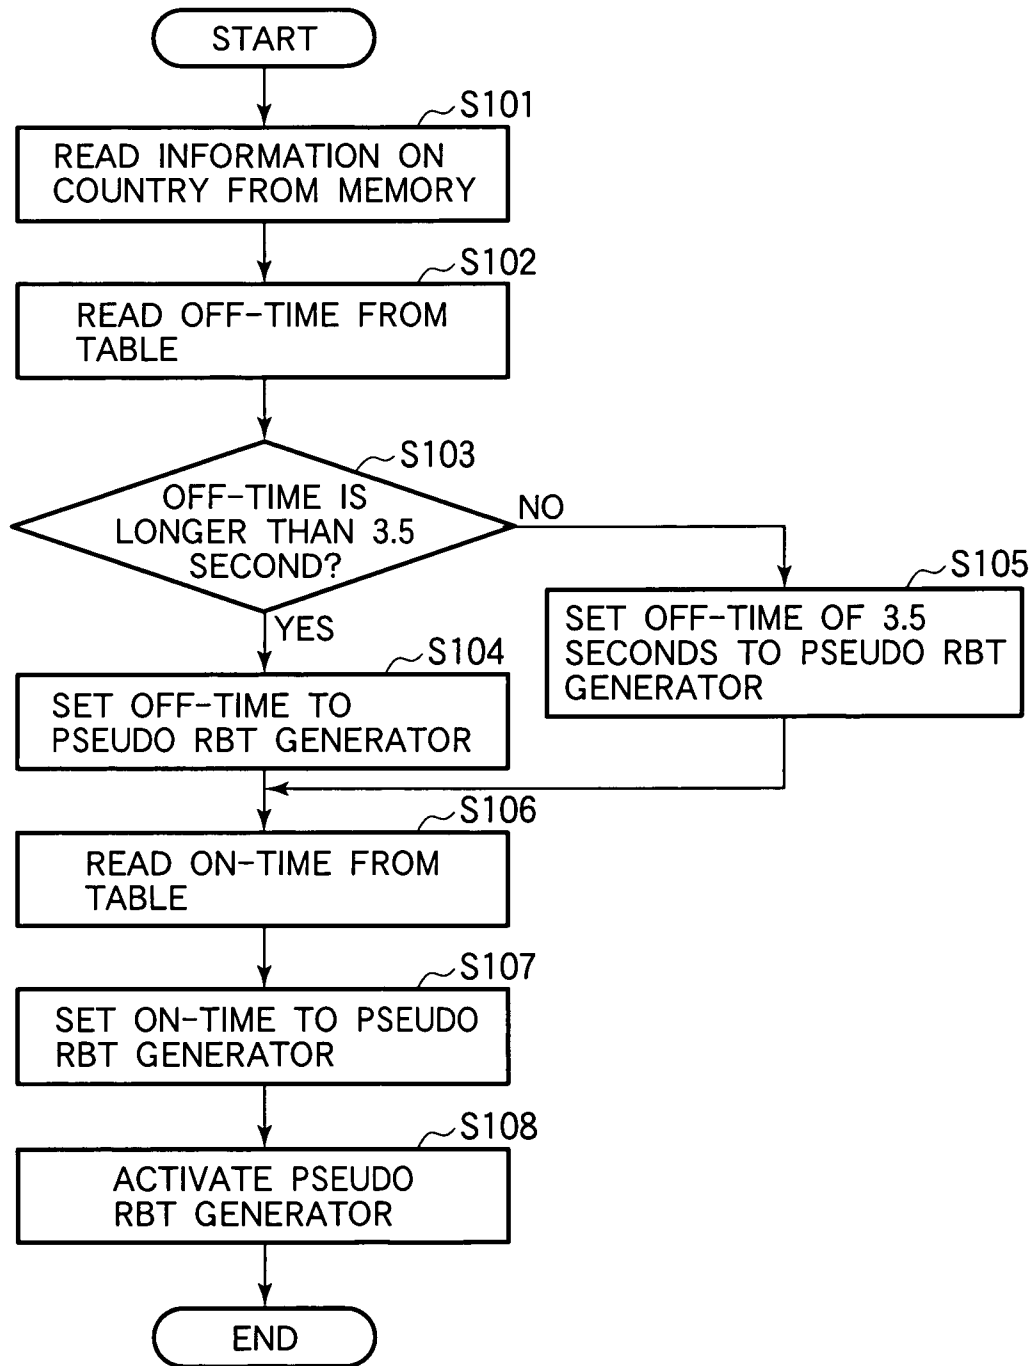 START
S101
READ INFORMATION ON
COUNTRY FROM MEMORY
S102
READ OFF-TIME FROM
TABLE
S103
OFF-TIME IS
LONGER THAN 3.5
SECOND?
NO
YES
S105
SET OFF-TIME OF 3.5
SECONDS TO PSEUDO RBT
GENERATOR
S104
SET OFF-TIME TO
PSEUDO RBT GENERATOR
S106
READ ON-TIME FROM
TABLE
S107
SET ON-TIME TO PSEUDO
RBT GENERATOR
S108
ACTIVATE PSEUDO
RBT GENERATOR
END